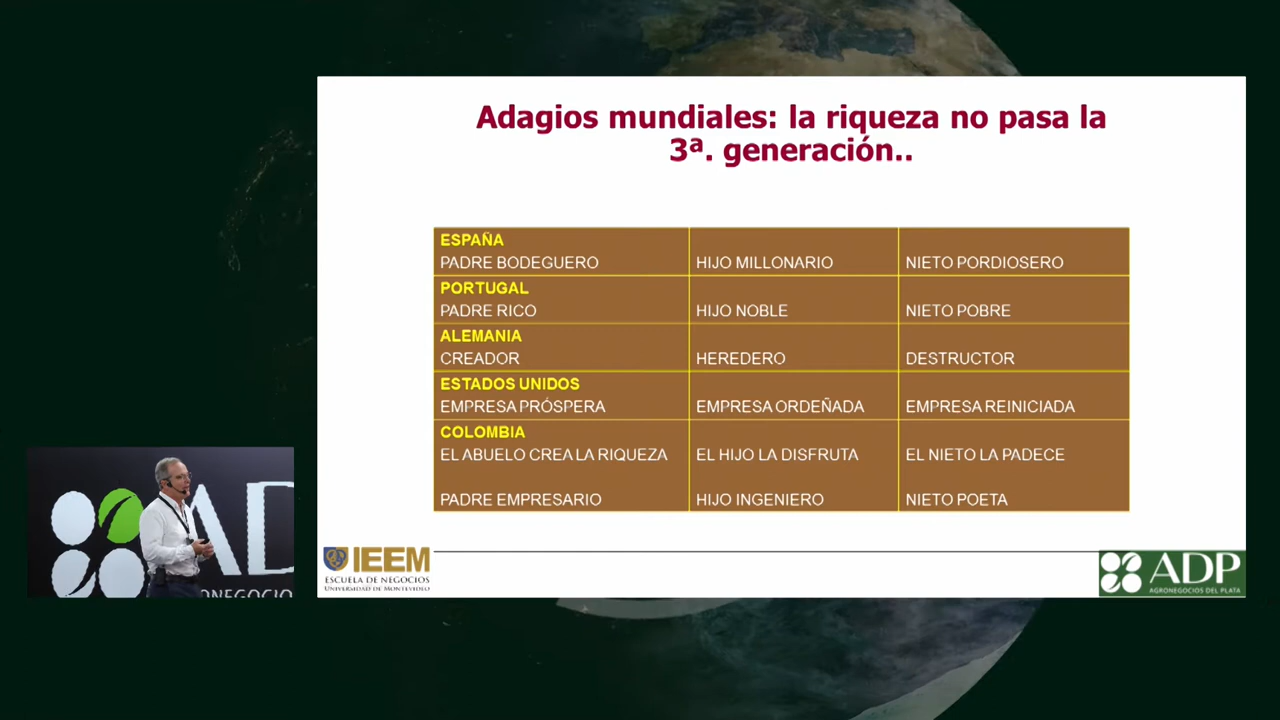 Adagios mundiales: la riqueza no pasa la
3ª. generación..
ESPAÑA
PADRE BODEGUERO
HIJO MILLONARIO
NIETO PORDIOSERO
PORTUGAL
PADRE RICO
HIJO NOBLE
NIETO POBRE
ALEMANIA
CREADOR
HEREDERO
DESTRUCTOR
ESTADOS UNIDOS
EMPRESA PRÓSPERA
EMPRESA ORDEÑADA
EMPRESA REINICIADA
COLOMBIA
EL ABUELO CREA LA RIQUEZA
EL HIJO LA DISFRUTA
EL NIETO LA PADECE
PADRE EMPRESARIO
HIJO INGENIERO
NIETO POETA
IEEM
ESCUELA DE NEGOCIOS
UNIVERSIDAD DE MONTEVIDEO
ADP
AGRONEGOCIOS DEL PLATA
AD